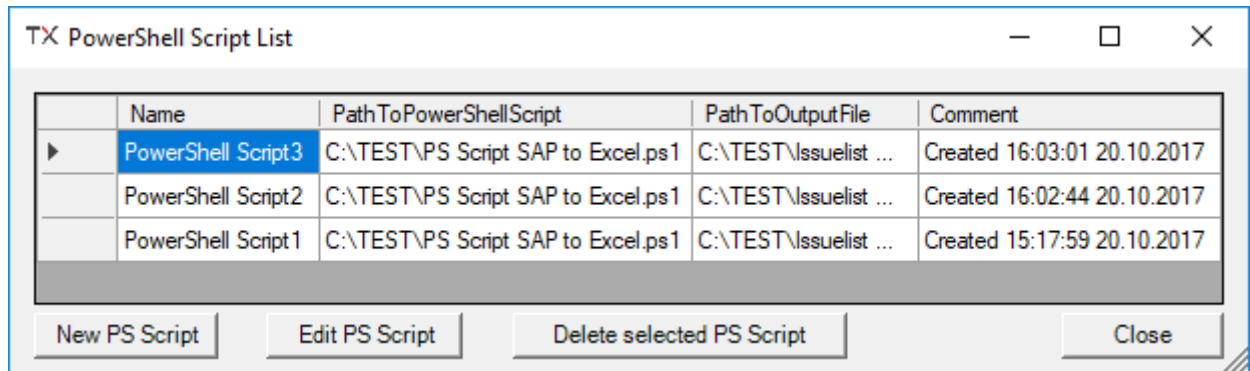 TX PowerShell Script List
Name PathToPowerShellScript PathToOutputFile Comment
PowerShell Script3 C:\TEST\PS Script SAP to Excel.ps1 C:\TEST\Issuelist ... Created 16:03:01 20.10.2017
PowerShell Script2 C:\TEST\PS Script SAP to Excel.ps1 C:\TEST\Issuelist ... Created 16:02:44 20.10.2017
PowerShell Script1 C:\TEST\PS Script SAP to Excel.ps1 C:\TEST\Issuelist ... Created 15:17:59 20.10.2017
New PS Script Edit PS Script Delete selected PS Script Close